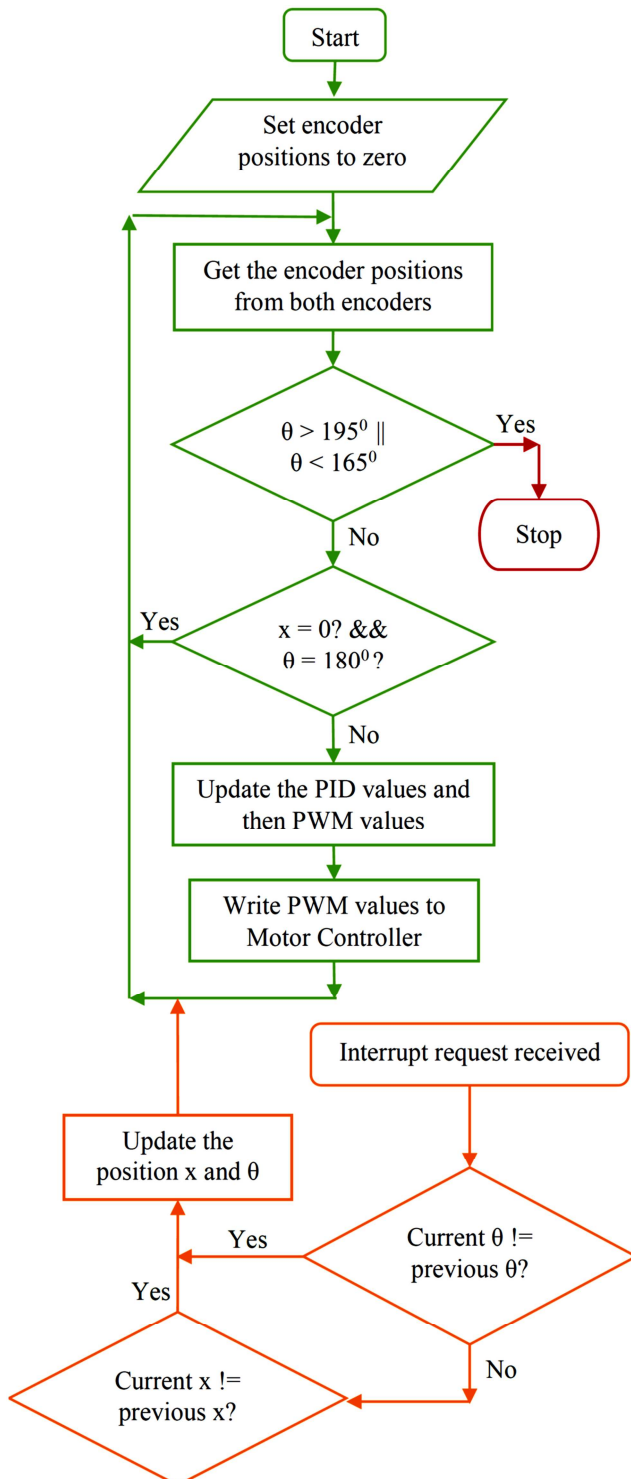 Start
Set encoder
positions to zero
Get the encoder positions
from both encoders
θ > 195⁰ ||
θ < 165⁰
Yes
Stop
No
x = 0? &&
θ = 180⁰?
Yes
No
Update the PID values and
then PWM values
Write PWM values to
Motor Controller
Interrupt request received
Update the
position x and θ
Current θ !=
previous θ?
Yes
Yes
No
Current x !=
previous x?